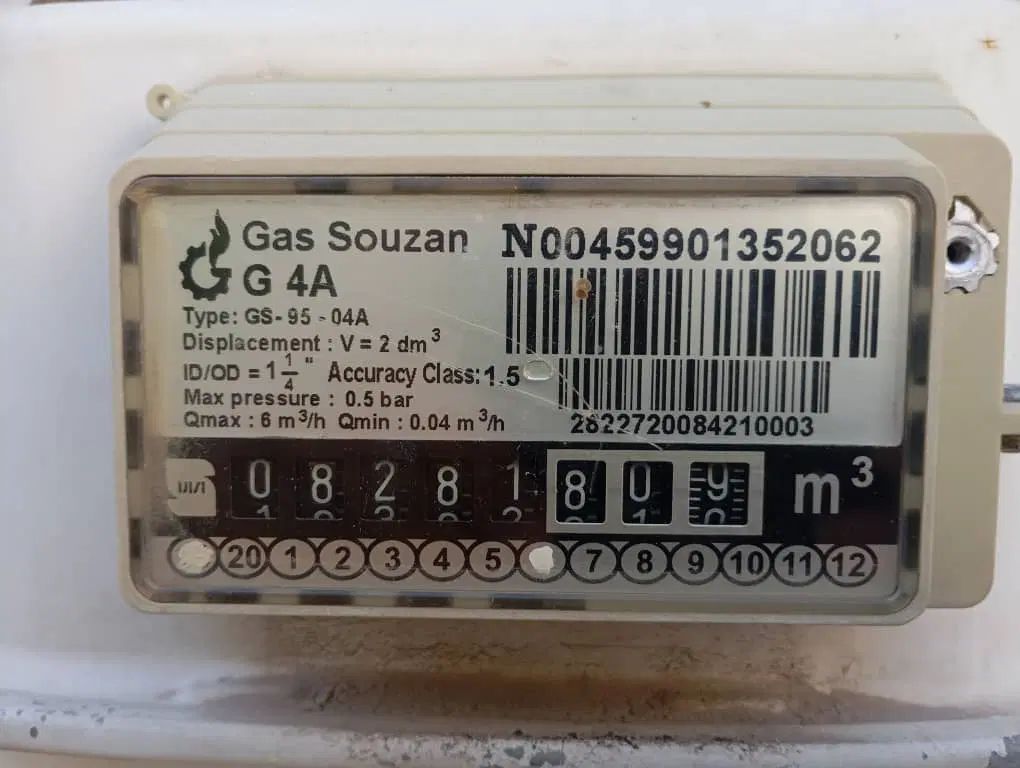 Gas Souzan
G 4A
N00459901352062
Type: GS-95-04A
Displacement : V = 2 dm³
ID/OD = 1 1/4 " Accuracy Class: 1.5
Max pressure : 0.5 bar
Qmax : 6 m³/h Qmin : 0.04 m³/h
2822720084210003
0 8 2 8 1 8 0 9 m³
20 1 2 3 4 5 7 8 9 10 11 12